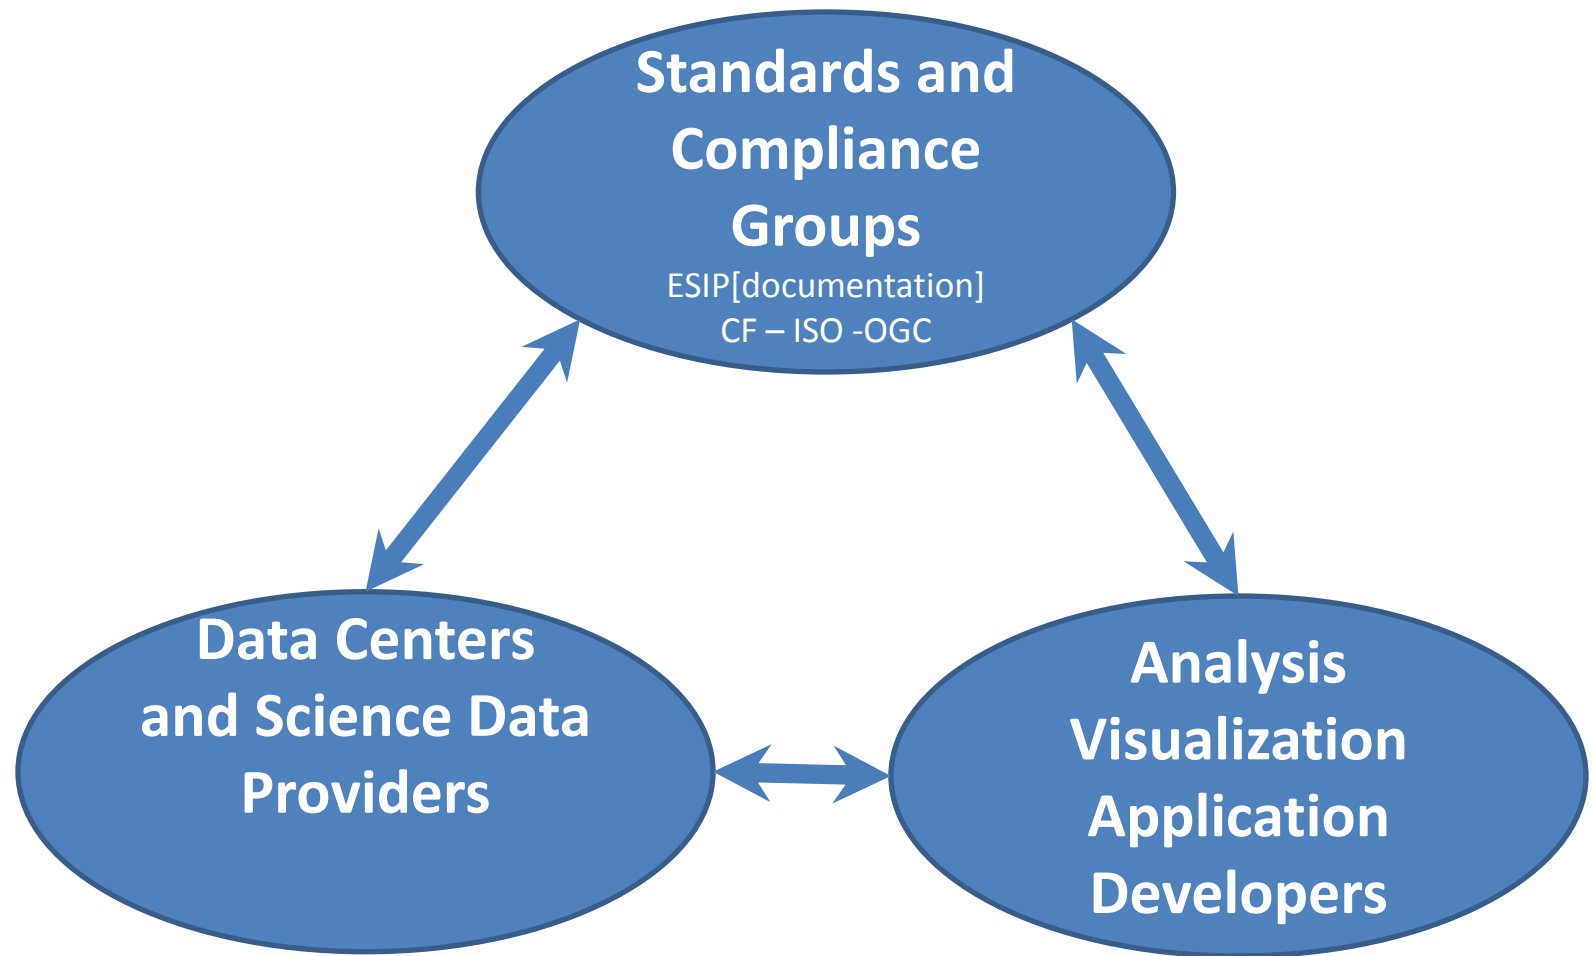 Standards and
Compliance
Groups
ESIP[documentation]
CF – ISO -OGC
Data Centers
and Science Data
Providers
Analysis
Visualization
Application
Developers